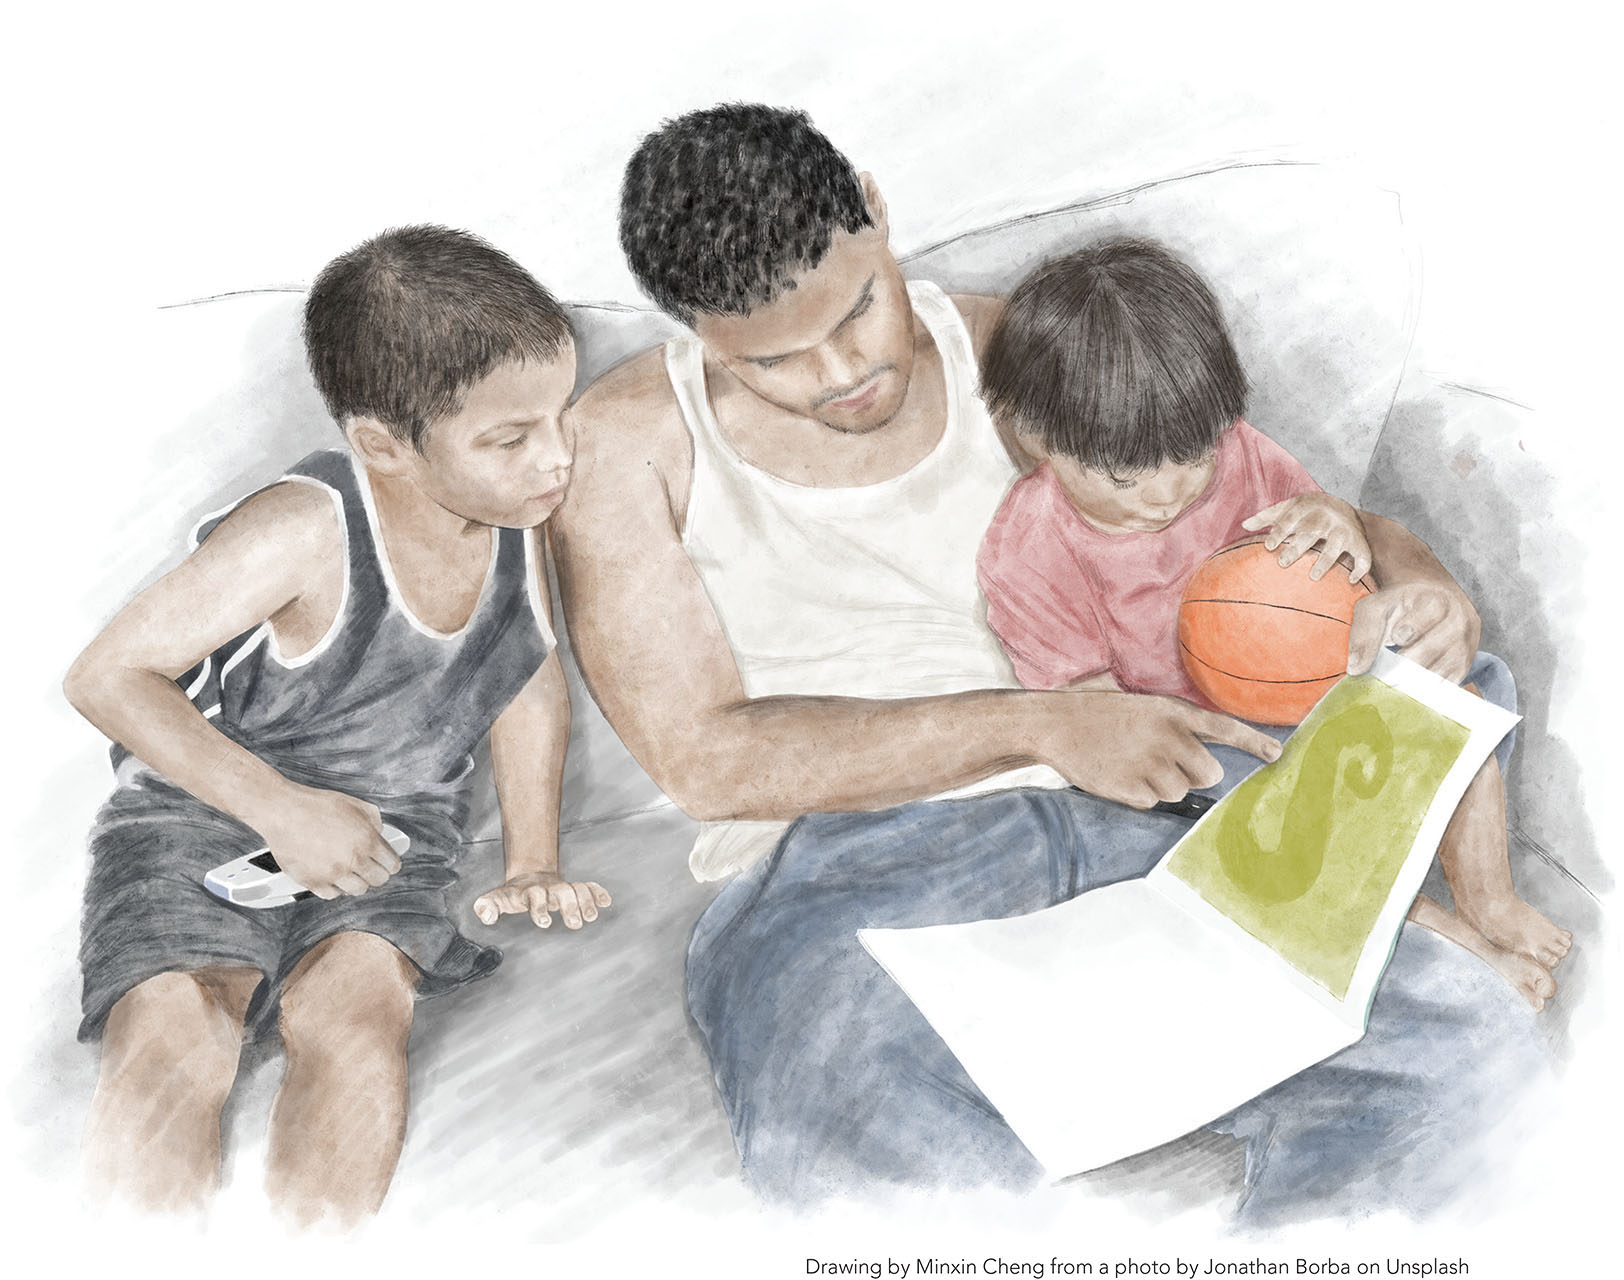 Drawing by Minxin Cheng from a photo by Jonathan Borba on Unsplash